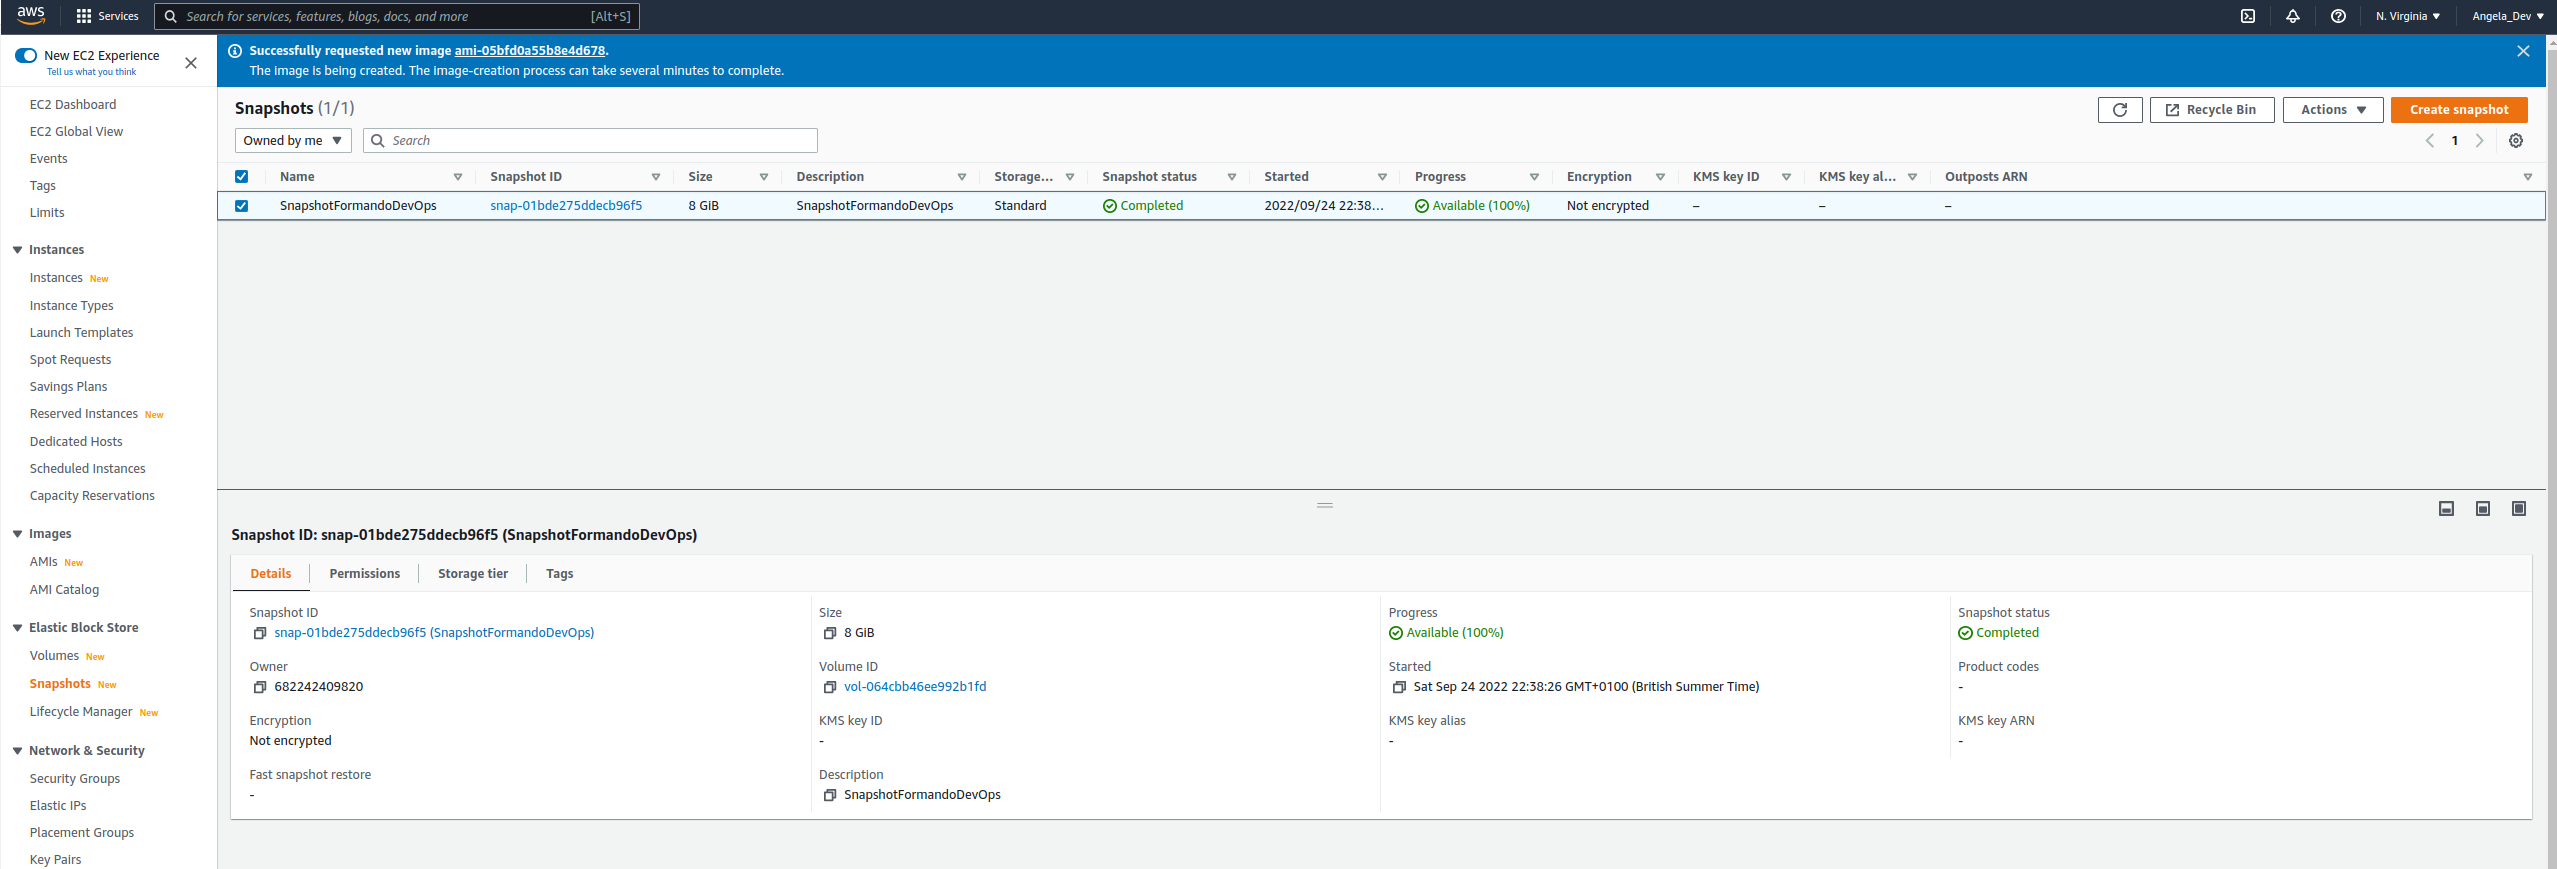 aws
Services
Search for services, features, blogs, docs, and more
[Alt+S]
N. Virginia
Angela_Dev
New EC2 Experience
Tell us what you think
EC2 Dashboard
EC2 Global View
Events
Tags
Limits
Instances
Instances New
Instance Types
Launch Templates
Spot Requests
Savings Plans
Reserved Instances New
Dedicated Hosts
Scheduled Instances
Capacity Reservations
Images
AMIs New
AMI Catalog
Elastic Block Store
Volumes New
Snapshots New
Lifecycle Manager New
Network & Security
Security Groups
Elastic IPs
Placement Groups
Key Pairs
Successfully requested new image ami-05bfd0a55b8e4d678.
The image is being created. The image-creation process can take several minutes to complete.
Snapshots (1/1)
Recycle Bin
Actions
Create snapshot
Owned by me
Search
1
Name Snapshot ID Size Description Storage... Snapshot status Started Progress Encryption KMS key ID KMS key al... Outposts ARN
SnapshotFormandoDevOps snap-01bde275ddecb96f5 8 GiB SnapshotFormandoDevOps Standard Completed 2022/09/24 22:38... Available (100%) Not encrypted – – –
Snapshot ID: snap-01bde275ddecb96f5 (SnapshotFormandoDevOps)
Details Permissions Storage tier Tags
Snapshot ID Size Progress Snapshot status
snap-01bde275ddecb96f5 (SnapshotFormandoDevOps) 8 GiB Available (100%) Completed
Owner Volume ID Started Product codes
682242409820 vol-064cbb46ee992b1fd Sat Sep 24 2022 22:38:26 GMT+0100 (British Summer Time) -
Encryption KMS key ID KMS key alias KMS key ARN
Not encrypted - - -
Fast snapshot restore Description
- SnapshotFormandoDevOps